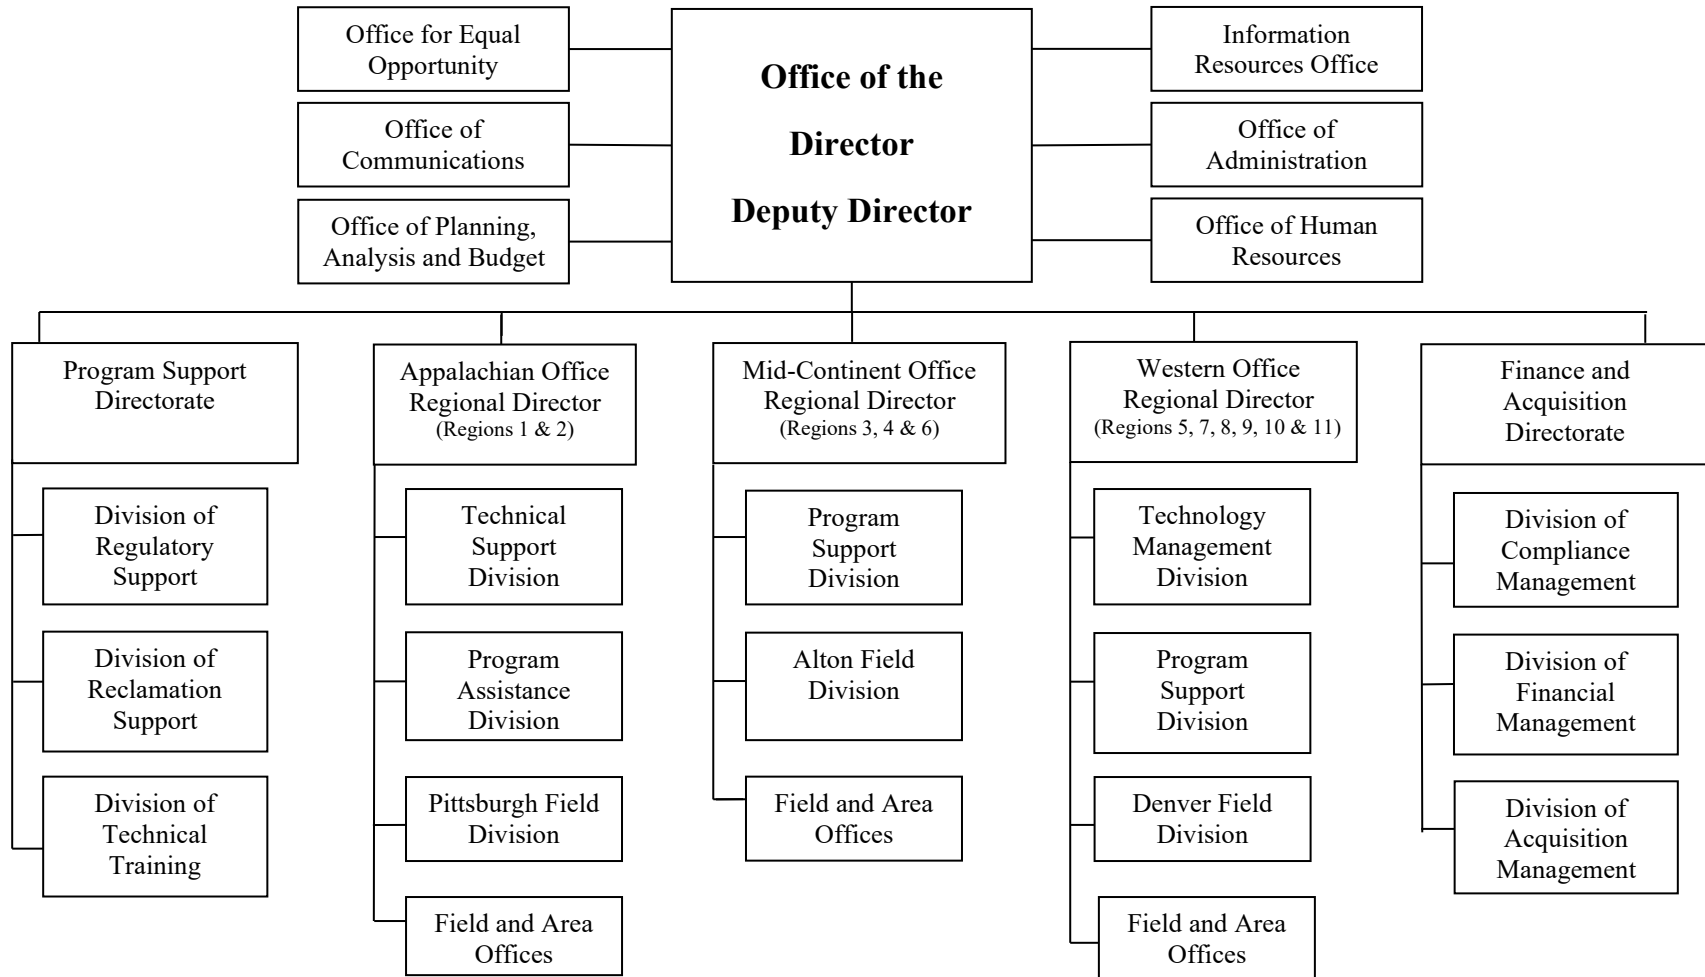 Office for Equal
Opportunity
Office of
Communications
Office of Planning,
Analysis and Budget
Office of the
Director
Deputy Director
Information
Resources Office
Office of
Administration
Office of Human
Resources
Program Support
Directorate
Division of
Regulatory
Support
Division of
Reclamation
Support
Division of
Technical
Training
Appalachian Office
Regional Director
(Regions 1 & 2)
Technical
Support
Division
Program
Assistance
Division
Pittsburgh Field
Division
Field and Area
Offices
Mid-Continent Office
Regional Director
(Regions 3, 4 & 6)
Program
Support
Division
Alton Field
Division
Field and Area
Offices
Western Office
Regional Director
(Regions 5, 7, 8, 9, 10 & 11)
Technology
Management
Division
Program
Support
Division
Denver Field
Division
Field and Area
Offices
Finance and
Acquisition
Directorate
Division of
Compliance
Management
Division of
Financial
Management
Division of
Acquisition
Management